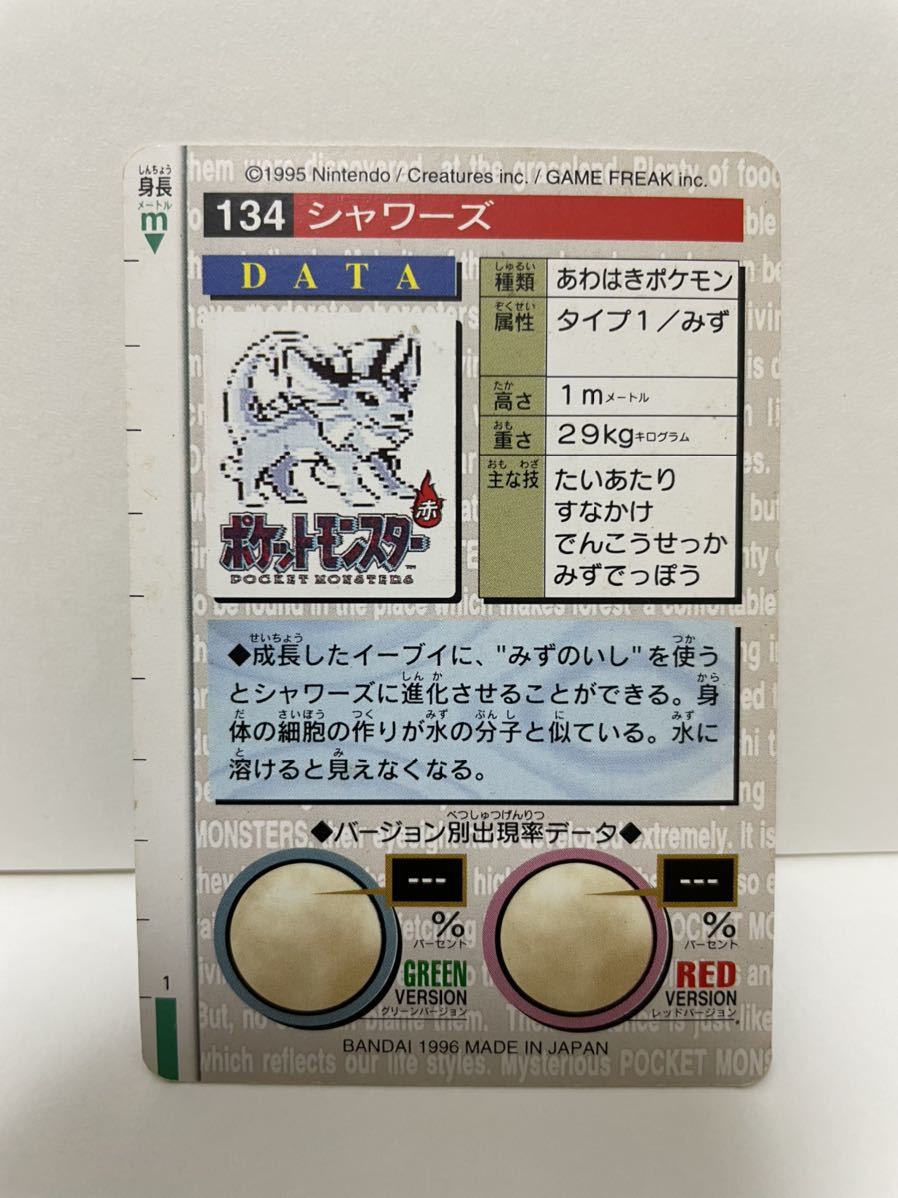 ©1995 Nintendo / Creatures inc. / GAME FREAK inc.
しんちょう
身長
メートル
m
134 シャワーズ
DATA
赤
ポケットモンスター
POCKET MONSTERS
しゅるい
種類 あわはきポケモン
ぞくせい
属性 タイプ1/みず
たか
高さ 1mメートル
おも
重さ 29kgキログラム
おも わざ
主な技 たいあたり
すなかけ
でんこうせっか
みずでっぽう
せいちょう つか
◆成長したイーブイに、"みずのいし"を使う
しんか から
とシャワーズに進化させることができる。身
だ さいぼう つく みず ぶんし に みず
体の細胞の作りが水の分子と似ている。水に
と み
溶けると見えなくなる。
べつしゅつげんりつ
◆バージョン別出現率データ◆
--- %
パーセント
GREEN
VERSION
グリーンバージョン
--- %
パーセント
RED
VERSION
レッドバージョン
1
BANDAI 1996 MADE IN JAPAN
which reflects our life styles. Mysterious POCKET MONS